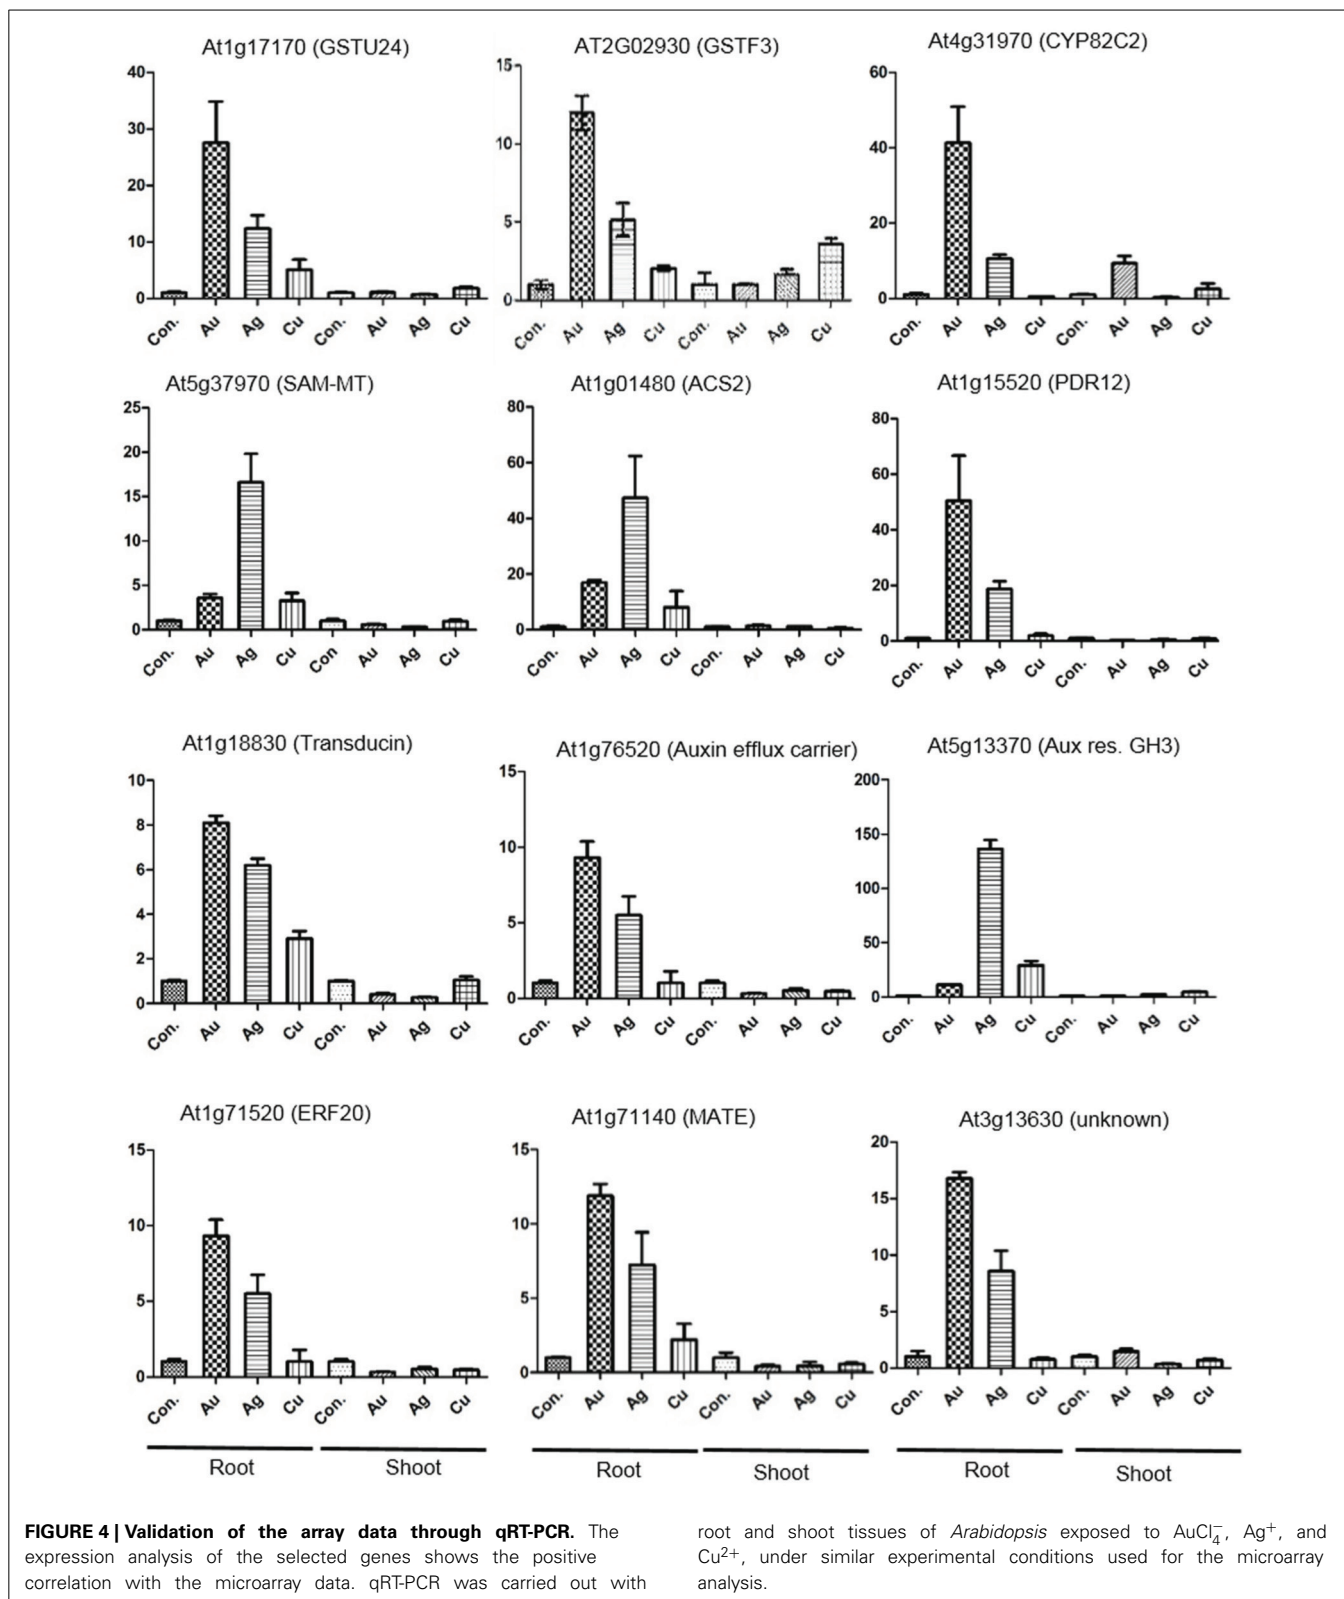 At1g17170 (GSTU24)
40
30
20
10
0
Con. Au Ag Cu Con. Au Ag Cu
AT2G02930 (GSTF3)
15
10
5
0
Con. Au Ag Cu Con. Au Ag Cu
At4g31970 (CYP82C2)
60
40
20
0
Con. Au Ag Cu Con. Au Ag Cu
At5g37970 (SAM-MT)
25
20
15
10
5
0
Con. Au Ag Cu Con Au Ag Cu
At1g01480 (ACS2)
80
60
40
20
0
Con. Au Ag Cu Con. Au Ag Cu
At1g15520 (PDR12)
80
60
40
20
0
Con. Au Ag Cu Con. Au Ag Cu
At1g18830 (Transducin)
10
8
6
4
2
0
Con. Au Ag Cu Con. Au Ag Cu
At1g76520 (Auxin efflux carrier)
15
10
5
0
Con. Au Ag Cu Con. Au Ag Cu
At5g13370 (Aux res. GH3)
200
150
100
50
0
Con. Au Ag Cu Con. Au Ag Cu
At1g71520 (ERF20)
15
10
5
0
Con. Au Ag Cu Con. Au Ag Cu
Root Shoot
At1g71140 (MATE)
15
10
5
0
Con. Au Ag Cu Con. Au Ag Cu
Root Shoot
At3g13630 (unknown)
20
15
10
5
0
Con. Au Ag Cu Con. Au Ag Cu
Root Shoot
FIGURE 4 | Validation of the array data through qRT-PCR. The
expression analysis of the selected genes shows the positive
correlation with the microarray data. qRT-PCR was carried out with
root and shoot tissues of Arabidopsis exposed to AuCl₄⁻, Ag⁺, and
Cu²⁺, under similar experimental conditions used for the microarray
analysis.